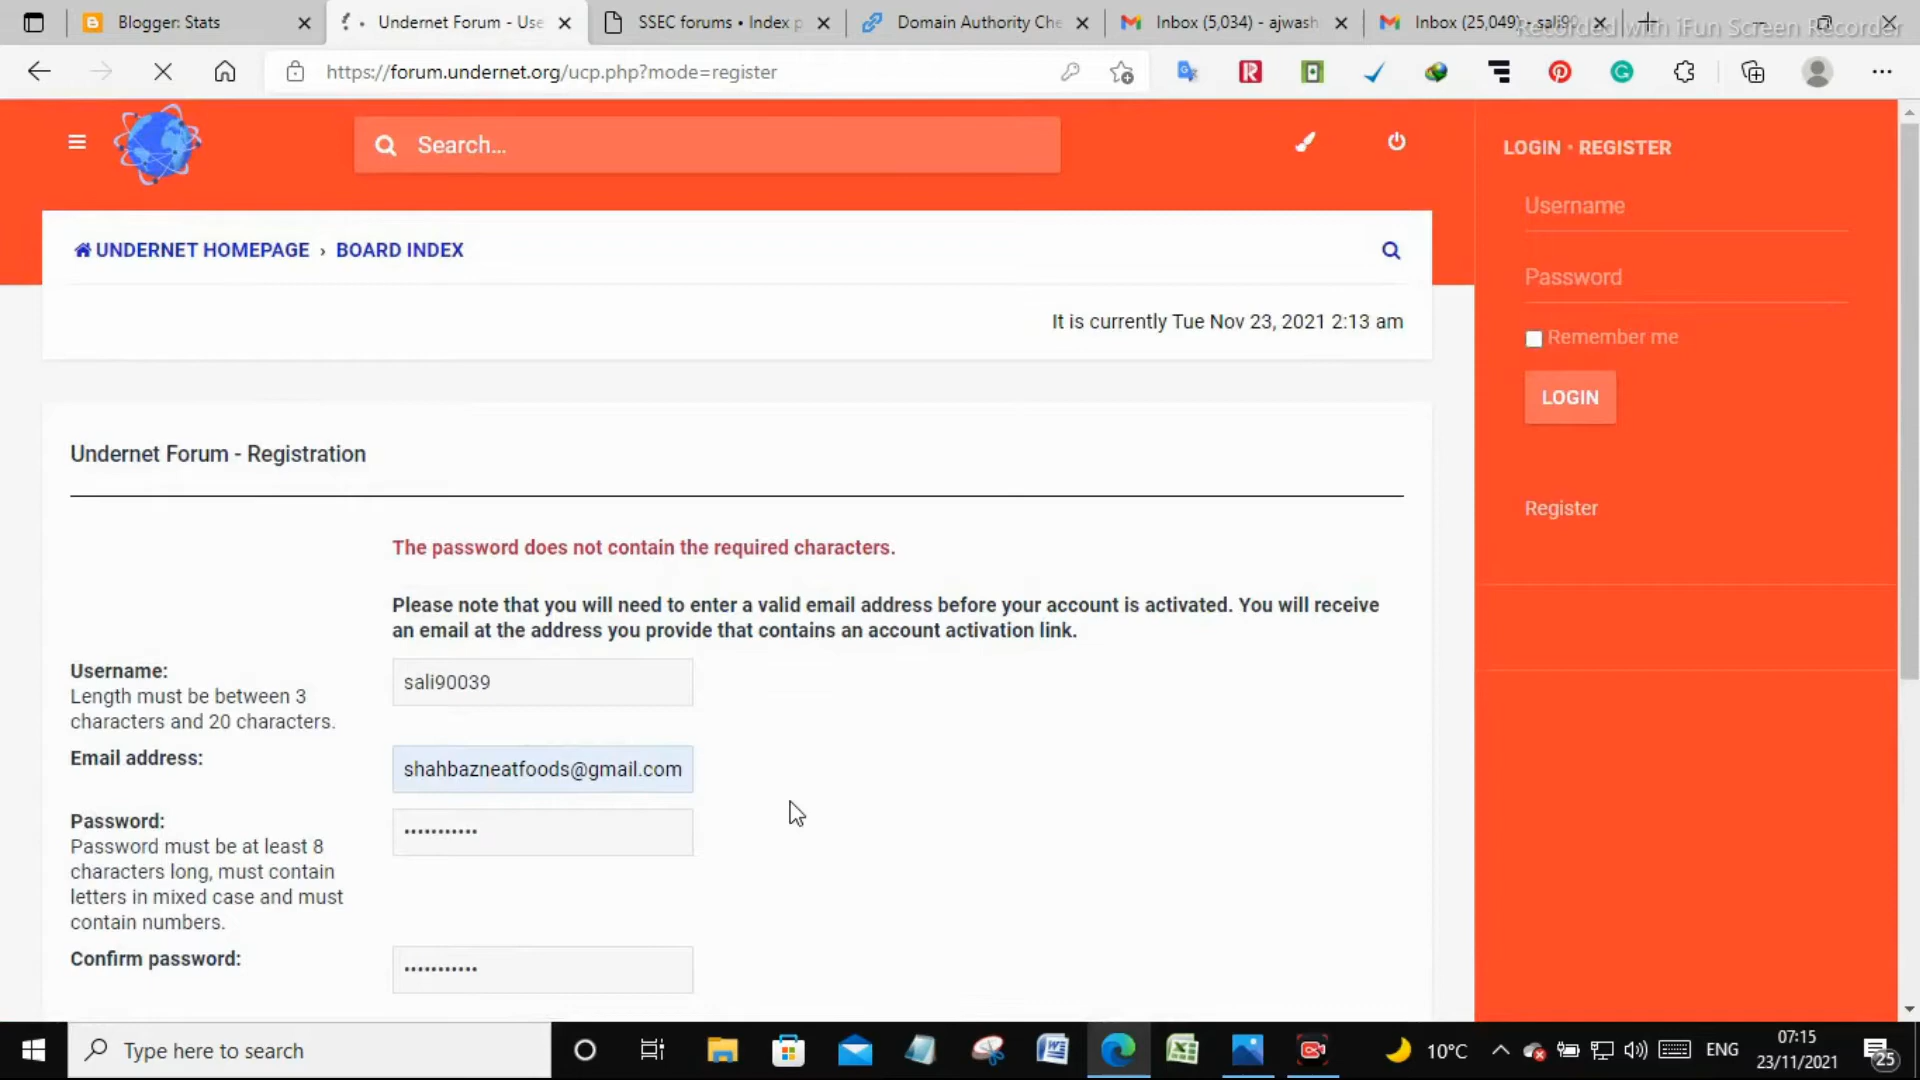 Blogger: Stats
Undernet Forum - Use
SSEC forums • Index p
Domain Authority Che
Inbox (5,034) - ajwash
Inbox (25,049) - sali90
Recorded with iFun Screen Recorder
https://forum.undernet.org/ucp.php?mode=register
Search...
LOGIN • REGISTER
Username
Password
Remember me
LOGIN
Register
UNDERNET HOMEPAGE › BOARD INDEX
It is currently Tue Nov 23, 2021 2:13 am
Undernet Forum - Registration
The password does not contain the required characters.
Please note that you will need to enter a valid email address before your account is activated. You will receive
an email at the address you provide that contains an account activation link.
Username:
Length must be between 3
characters and 20 characters.
sali90039
Email address:
shahbazneatfoods@gmail.com
Password:
Password must be at least 8
characters long, must contain
letters in mixed case and must
contain numbers.
Confirm password:
Type here to search
10°C
ENG
07:15
23/11/2021
25